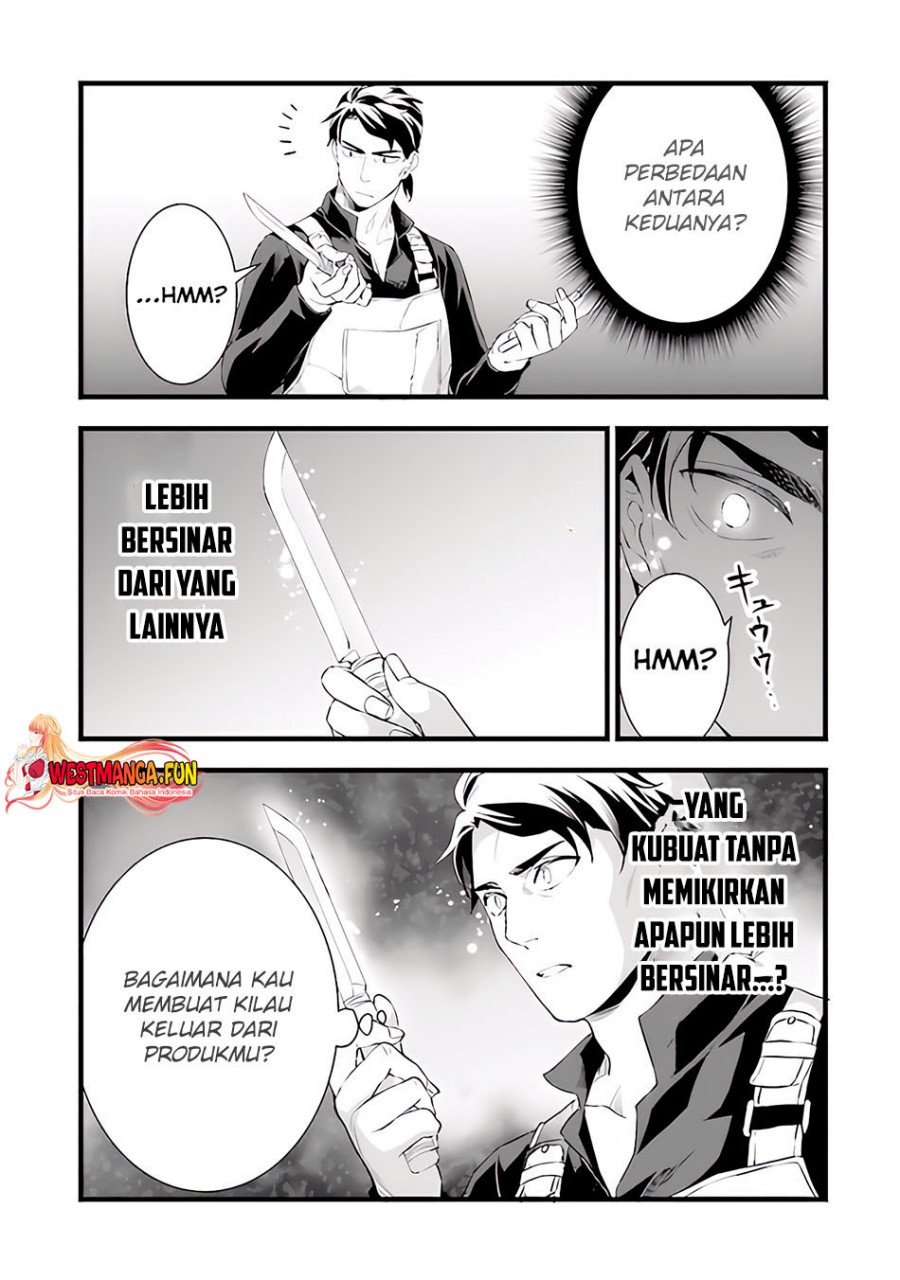 APA
PERBEDAAN
ANTARA
KEDUANYA?
...HMM?
キュウウ...
HMM?
LEBIH
BERSINAR
DARI YANG
LAINNYA
WESTMANGA.FUN
Situs Baca Komik Bahasa Indonesia
YANG
KUBUAT TANPA
MEMIKIRKAN
APAPUN LEBIH
BERSINAR...?
BAGAIMANA KAU
MEMBUAT KILAU
KELUAR DARI
PRODUKMU?